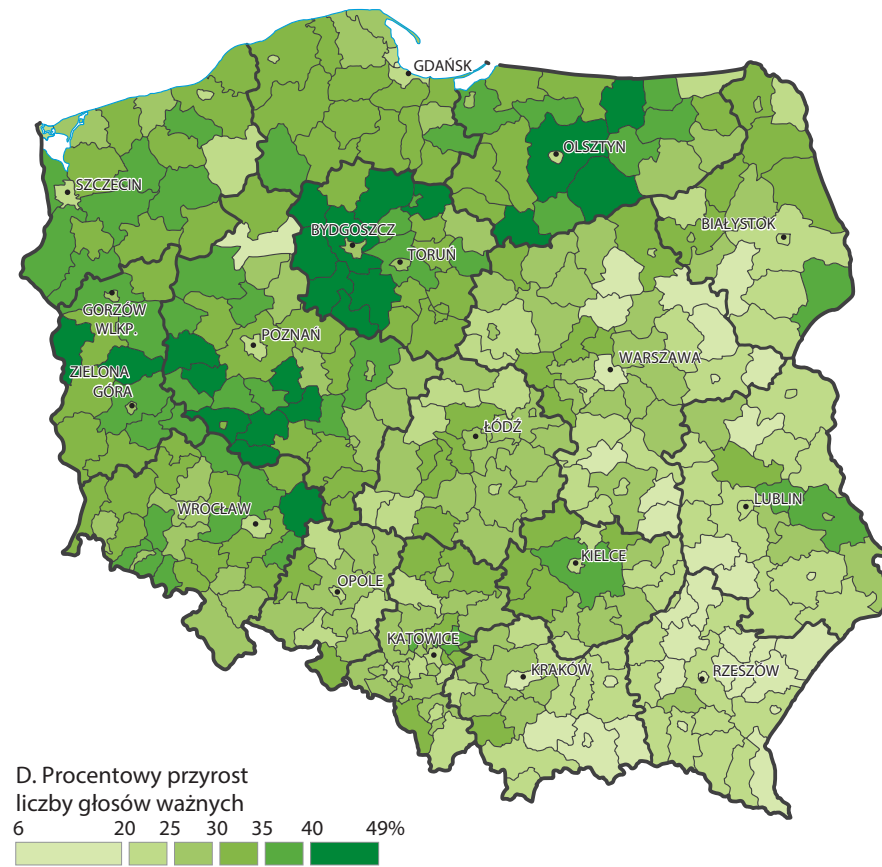 GDAŃSK
OLSZTYN
SZCZECIN
BIAŁYSTOK
BYDGOSZCZ
TORUŃ
GORZÓW
WLKP.
POZNAŃ
WARSZAWA
ZIELONA
GÓRA
ŁÓDŹ
LUBLIN
WROCŁAW
KIELCE
OPOLE
KATOWICE
KRAKÓW
RZESZÓW
D. Procentowy przyrost
liczby głosów ważnych
6 20 25 30 35 40 49%